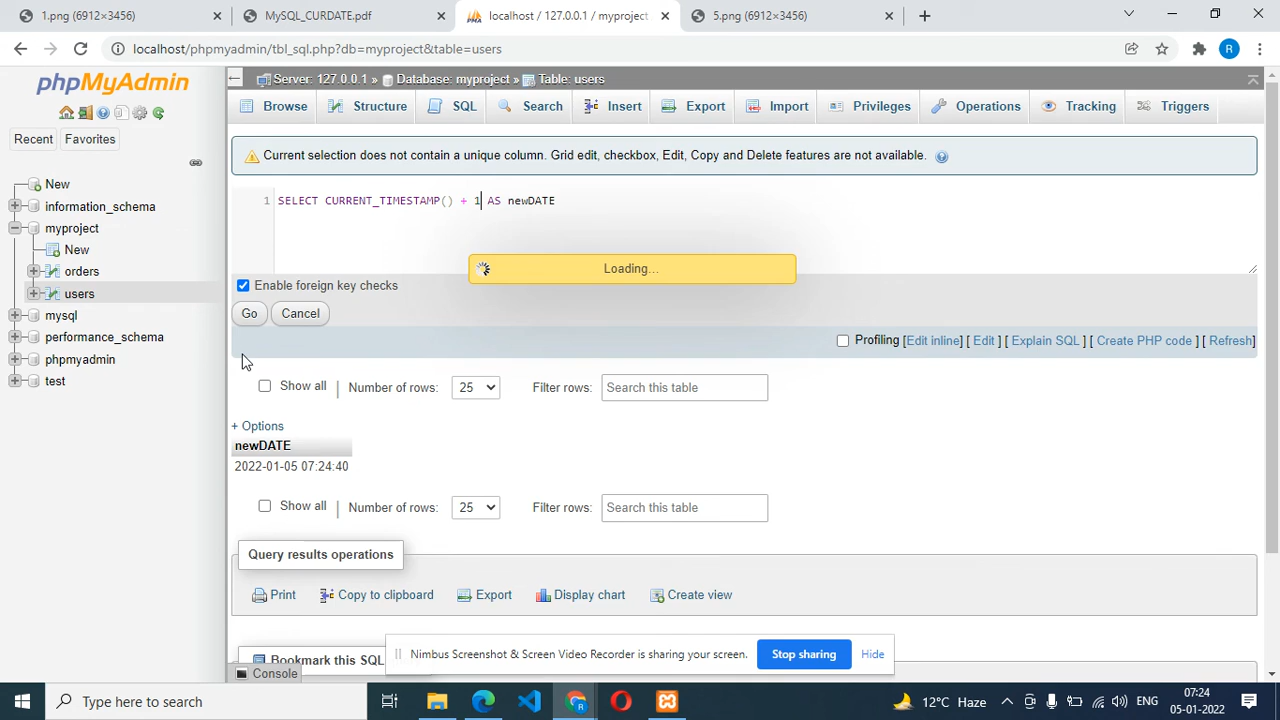 1.png (6912×3456)
MySQL_CURDATE.pdf
localhost / 127.0.0.1 / myproject
5.png (6912×3456)
localhost/phpmyadmin/tbl_sql.php?db=myproject&table=users
R
phpMyAdmin
Recent
Favorites
New
information_schema
myproject
New
orders
users
mysql
performance_schema
phpmyadmin
test
Server: 127.0.0.1 » Database: myproject » Table: users
Browse
Structure
SQL
Search
Insert
Export
Import
Privileges
Operations
Tracking
Triggers
Current selection does not contain a unique column. Grid edit, checkbox, Edit, Copy and Delete features are not available.
1 SELECT CURRENT_TIMESTAMP() + 1 AS newDATE
Loading…
Enable foreign key checks
Go
Cancel
Profiling [Edit inline] [ Edit ] [ Explain SQL ] [ Create PHP code ] [ Refresh]
Show all | Number of rows: 25 Filter rows: Search this table
+ Options
newDATE
2022-01-05 07:24:40
Show all | Number of rows: 25 Filter rows: Search this table
Query results operations
Print
Copy to clipboard
Export
Display chart
Create view
Bookmark this SQL
Nimbus Screenshot & Screen Video Recorder is sharing your screen.
Stop sharing
Hide
Console
Type here to search
12°C Haze
ENG
07:24
05-01-2022